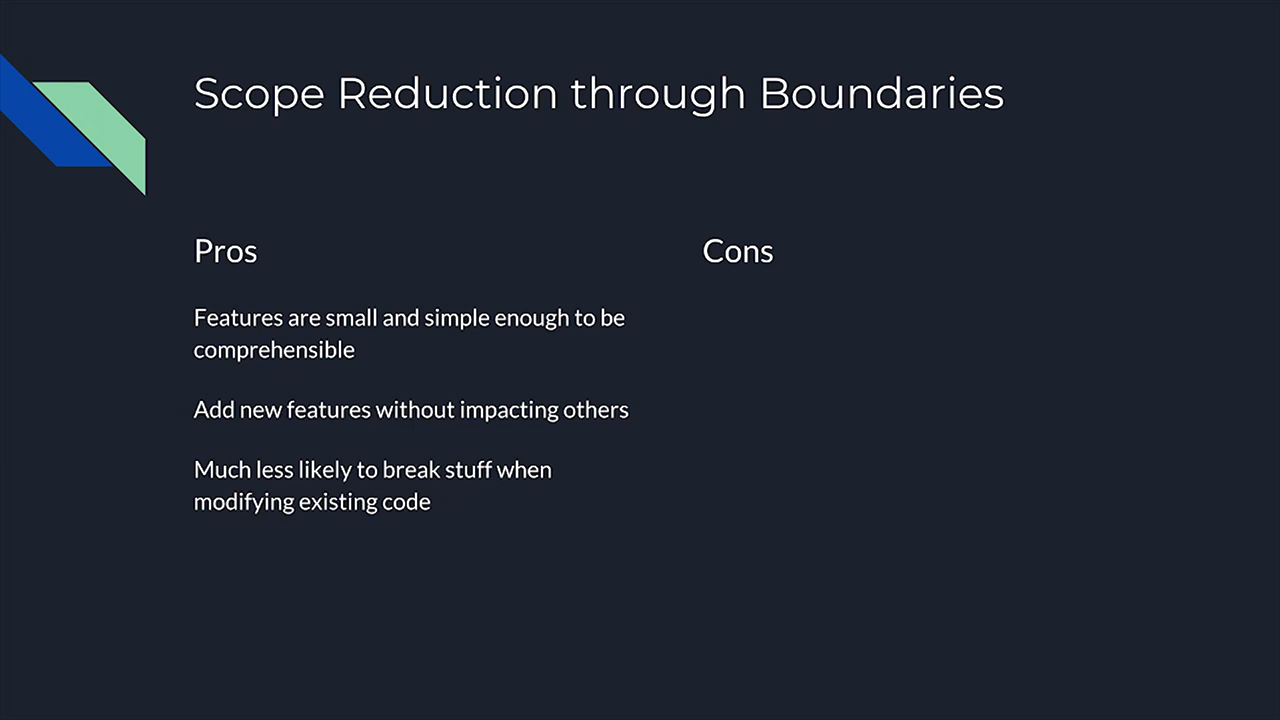 Scope Reduction through Boundaries
Pros
Features are small and simple enough to be
comprehensible
Add new features without impacting others
Much less likely to break stuff when
modifying existing code
Cons